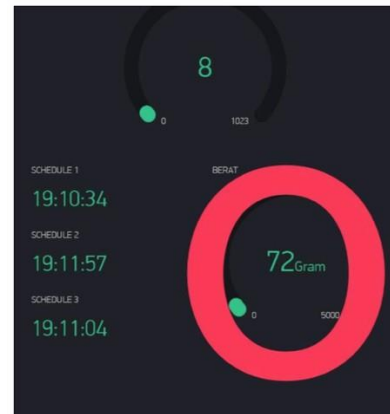 8
0 1023
SCHEDULE 1
19:10:34
SCHEDULE 2
19:11:57
SCHEDULE 3
19:11:04
BERAT
72Gram
0 5000